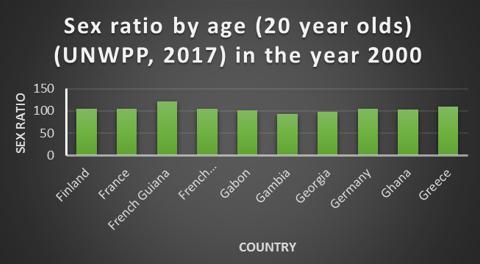 Sex ratio by age (20 year olds)
(UNWPP, 2017) in the year 2000
SEX RATIO
150
100
50
0
Finland
France
French Guiana
French...
Gabon
Gambia
Georgia
Germany
Ghana
Greece
COUNTRY